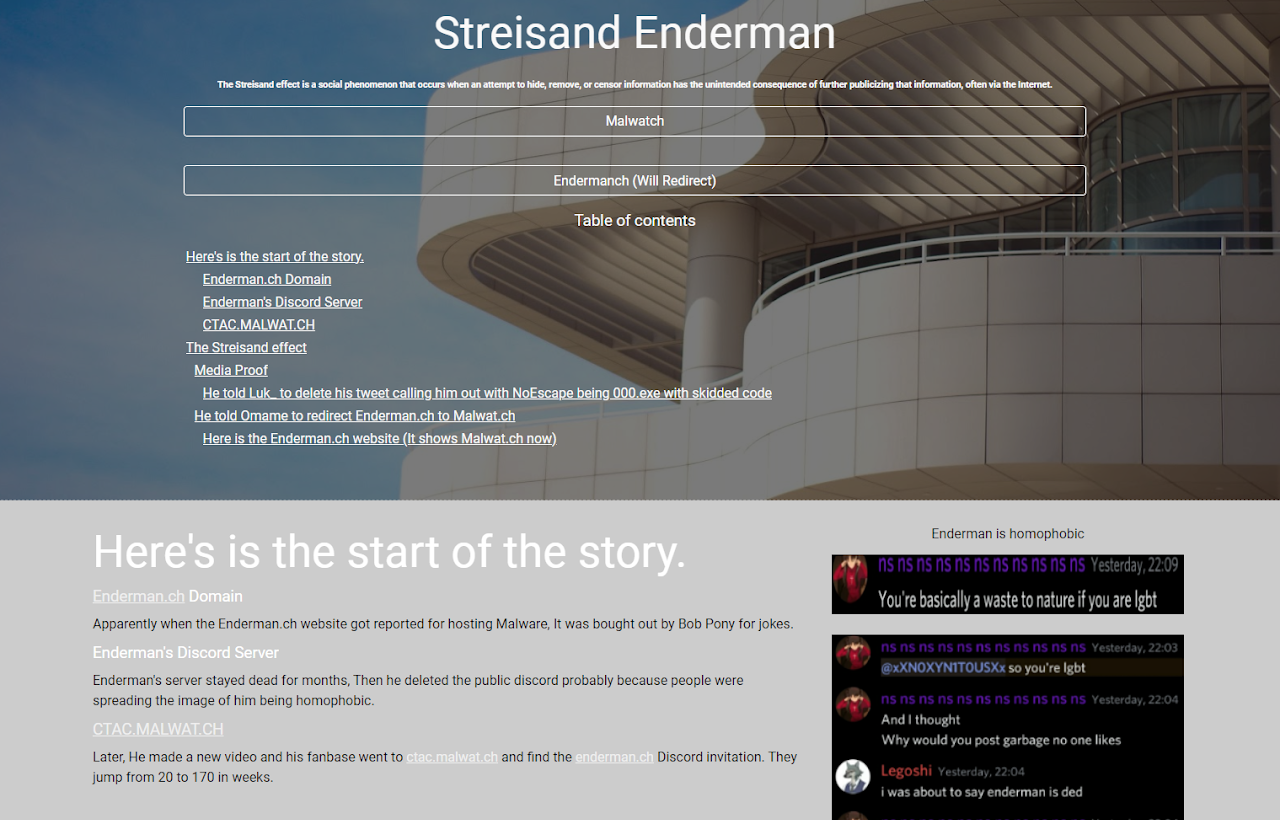 Streisand Enderman
The Streisand effect is a social phenomenon that occurs when an attempt to hide, remove, or censor information has the unintended consequence of further publicizing that information, often via the Internet.
Malwatch
Endermanch (Will Redirect)
Table of contents
Here's is the start of the story.
Enderman.ch Domain
Enderman's Discord Server
CTAC.MALWAT.CH
The Streisand effect
Media Proof
He told Luk_ to delete his tweet calling him out with NoEscape being 000.exe with skidded code
He told Omame to redirect Enderman.ch to Malwat.ch
Here is the Enderman.ch website (It shows Malwat.ch now)
Here's is the start of the story.
Enderman.ch Domain
Apparently when the Enderman.ch website got reported for hosting Malware, It was bought out by Bob Pony for jokes.
Enderman's Discord Server
Enderman's server stayed dead for months, Then he deleted the public discord probably because people were
spreading the image of him being homophobic.
CTAC.MALWAT.CH
Later, He made a new video and his fanbase went to ctac.malwat.ch and find the enderman.ch Discord invitation. They
jump from 20 to 170 in weeks.
Enderman is homophobic
ns ns ns ns ns ns ns ns ns ns ns Yesterday, 22:09
You're basically a waste to nature if you are lgbt
ns ns ns ns ns ns ns ns ns ns ns Yesterday, 22:03
@xXN0XYN1T0USXx so you're lgbt
ns ns ns ns ns ns ns ns ns ns ns Yesterday, 22:04
And I thought
Why would you post garbage no one likes
Legoshi Yesterday, 22:04
i was about to say enderman is ded